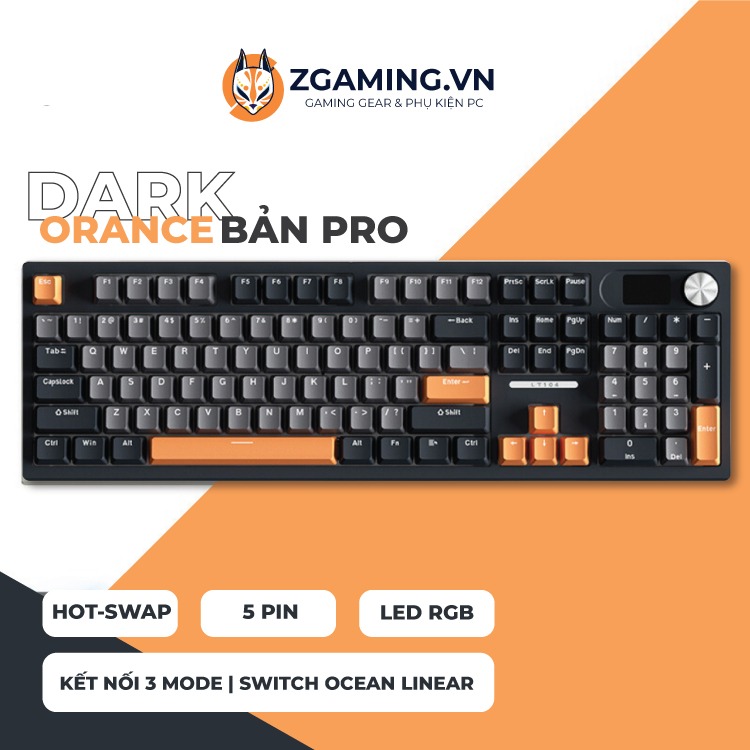 ZGAMING.VN
GAMING GEAR & PHỤ KIỆN PC
DARK
ORANGE BẢN PRO
Esc F1 F2 F3 F4 F5 F6 F7 F8 F9 F10 F11 F12 PrtSc ScrLk Pause
Back Ins Home PgUp Num / * -
Tab Q W E R T Y U I O P Del End PgDn 7 8 9 +
CapsLock A S D F G H J K L Enter LT104 4 5 6
Shift Z X C V B N M Shift ↑ 1 2 3 Enter
Ctrl Win Alt Alt Fn Ctrl ← ↓ → 0 Ins . Del
HOT-SWAP
5 PIN
LED RGB
KẾT NỐI 3 MODE | SWITCH OCEAN LINEAR